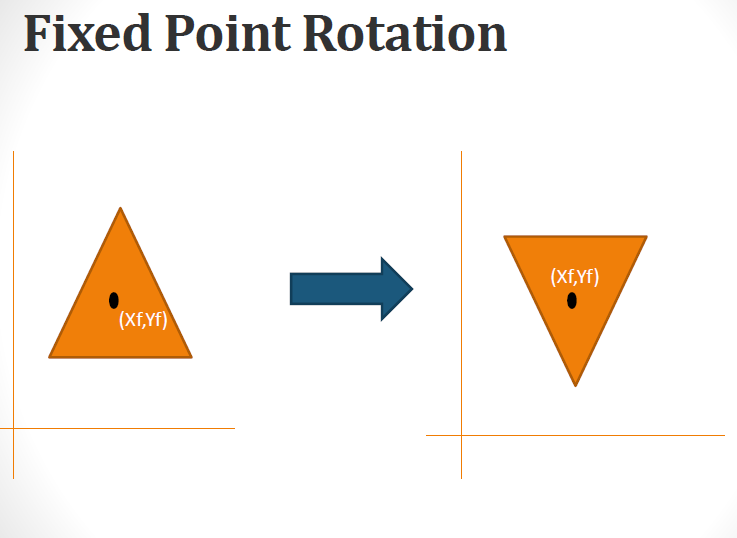 Fixed Point Rotation
(Xf,Yf)
(Xf,Yf)